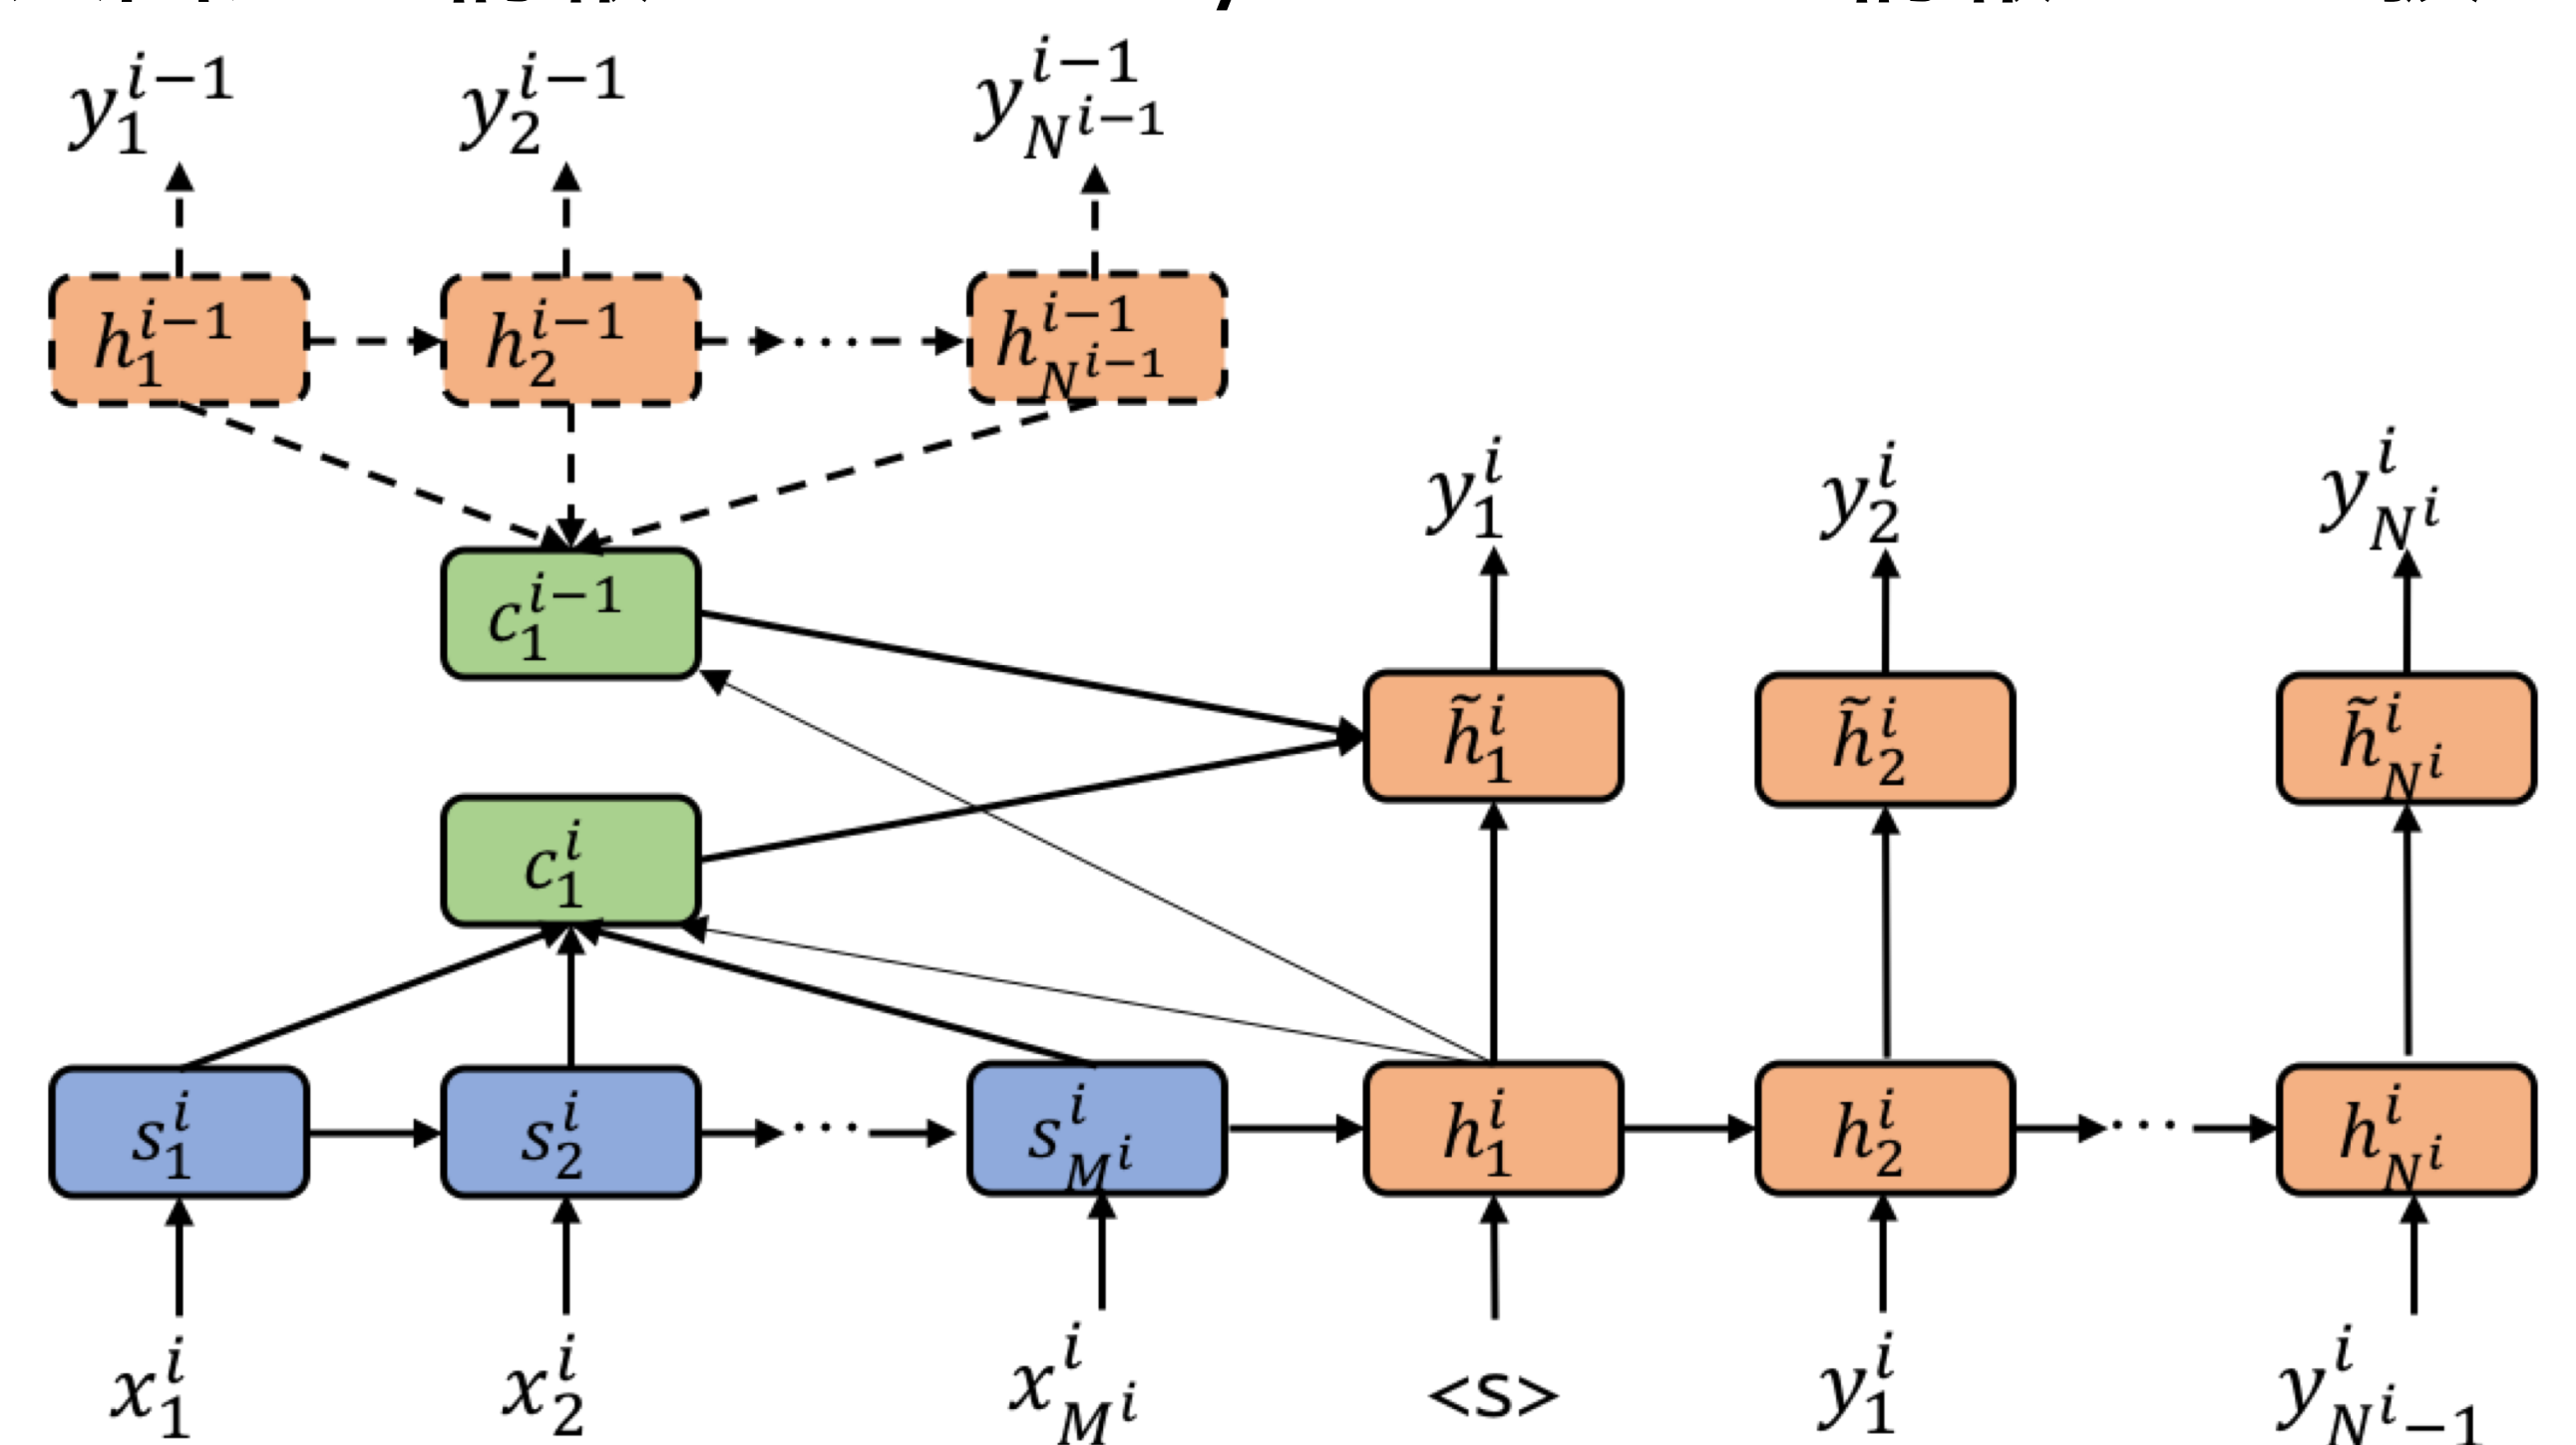 y_1^{i-1} y_2^{i-1} y_{N^{i-1}}^{i-1}
h_1^{i-1} h_2^{i-1} ... h_{N^{i-1}}^{i-1}
y_1^i y_2^i y_{N^i}^i
c_1^{i-1}
h̃_1^i h̃_2^i h̃_{N^i}^i
c_1^i
s_1^i s_2^i ... s_{M^i}^i h_1^i h_2^i ... h_{N^i}^i
x_1^i x_2^i x_{M^i}^i <s> y_1^i y_{N^i-1}^i